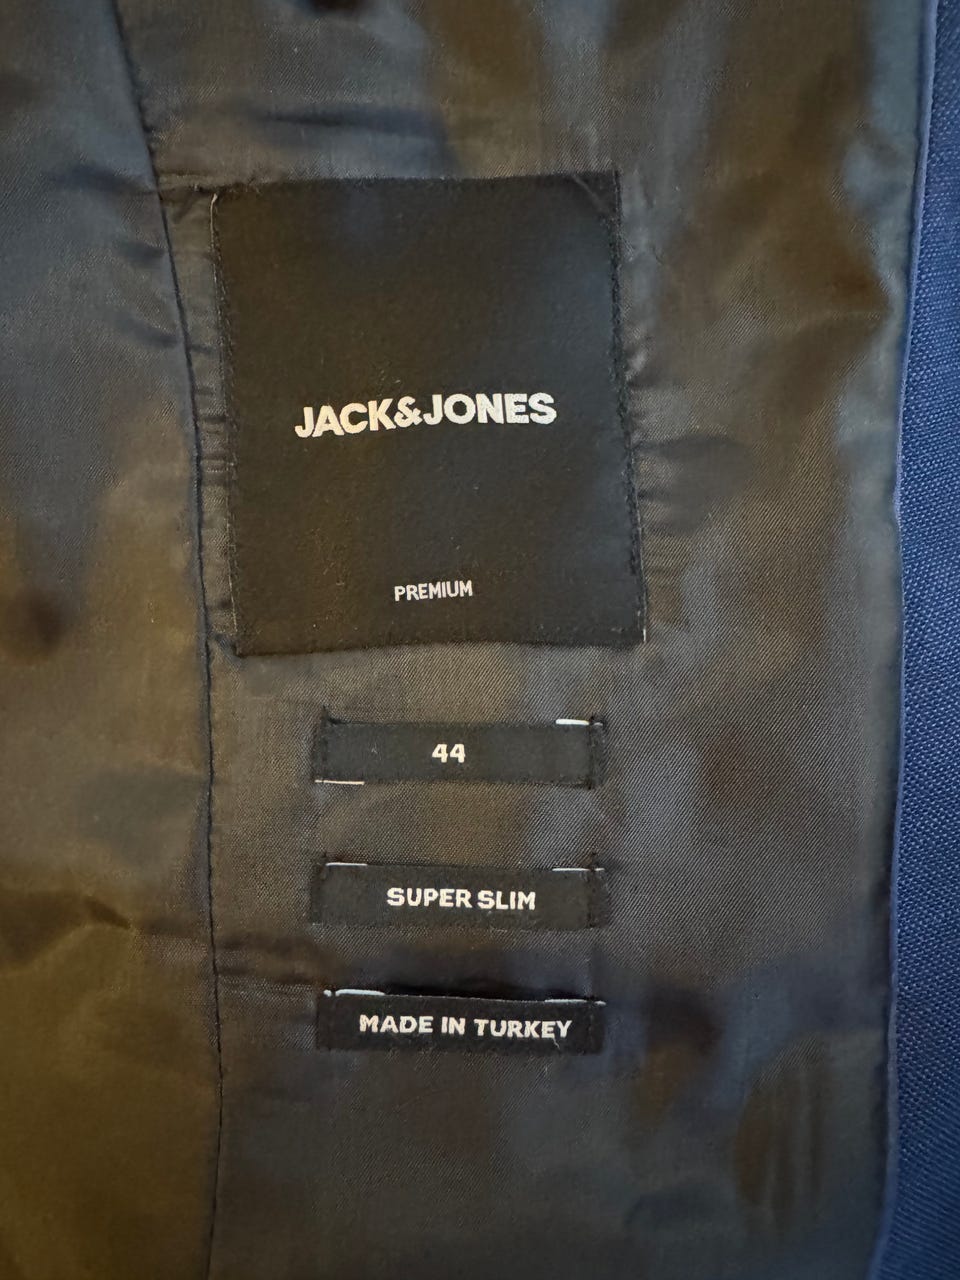 JACK&JONES
PREMIUM
44
SUPER SLIM
MADE IN TURKEY